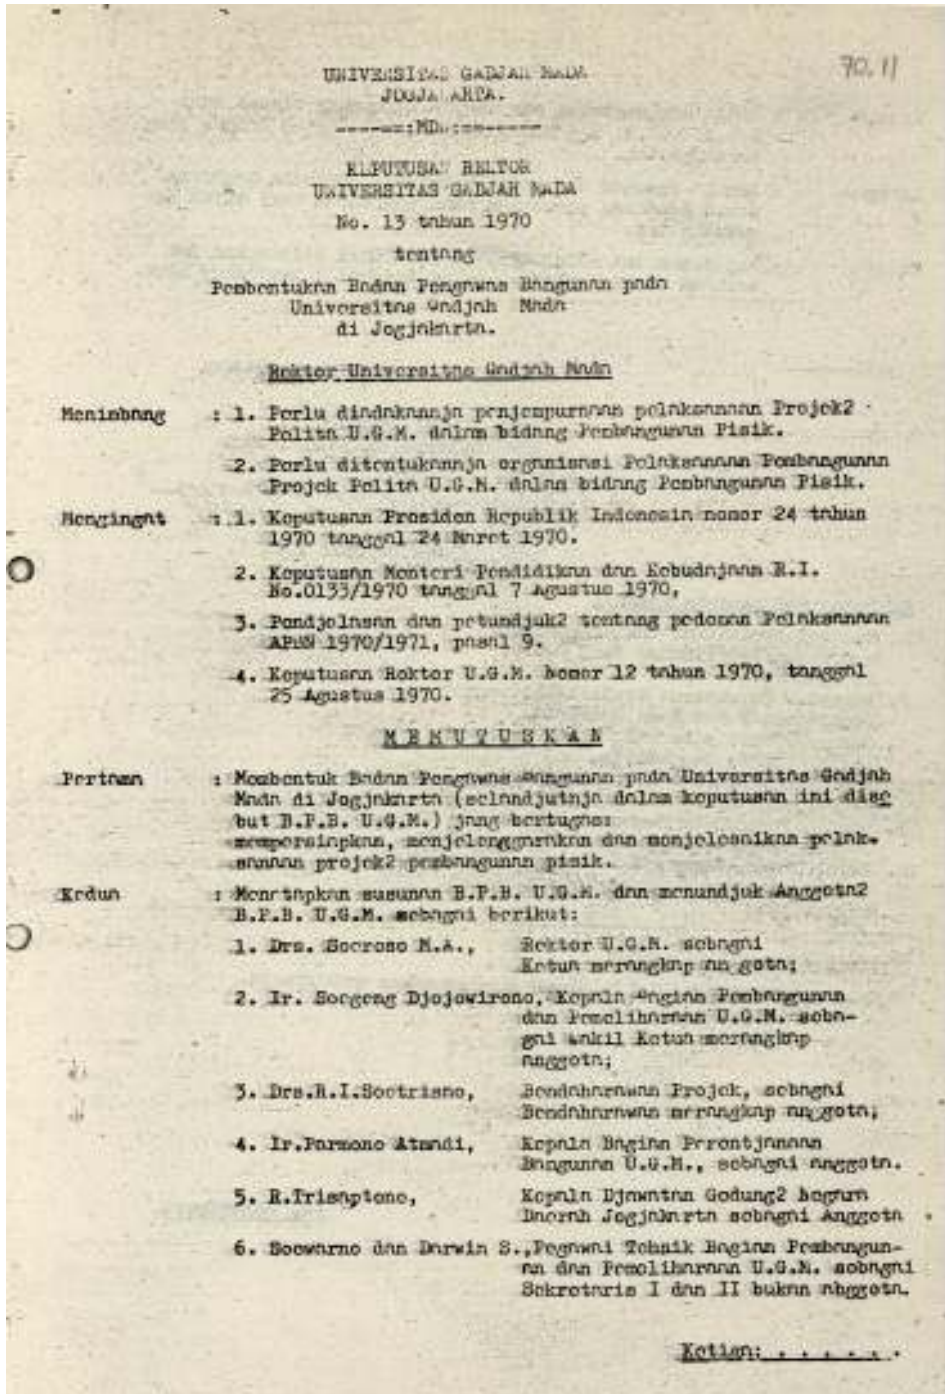 70.11
UNIVERSITAS GADJAH MADA
JOGJAKARTA.
KEPUTUSAN REKTOR
UNIVERSITAS GADJAH MADA
No. 13 tahun 1970
tentang
Pembentukan Badan Pengawas Bangunan pada
Universitas Gadjah Mada
di Jogjakarta.
Rektor Universitas Gadjah Mada
Menimbang : 1. Perlu diadakannja penjempurnaan pelaksanaan Projek2
Pelita U.G.M. dalam bidang Pembangunan Pisik.
2. Perlu ditentukannja organisasi Pelaksanaan Pembangunan
Projek Pelita U.G.M. dalam bidang Pembangunan Pisik.
Mengingat : 1. Keputusan Presiden Republik Indonesia nomor 24 tahun
1970 tanggal 24 Maret 1970.
2. Keputusan Menteri Pendidikan dan Kebudajaan R.I.
No.0133/1970 tanggal 7 Agustus 1970,
3. Pendjelasan dan petundjuk2 tentang pedoman Pelaksanaan
APBN 1970/1971, pasal 9.
4. Keputusan Rektor U.G.M. Nomor 12 tahun 1970, tanggal
25 Agustus 1970.
M E M U T U S K A N
Pertama : Membentuk Badan Pengawas Bangunan pada Universitas Gadjah
Mada di Jogjakarta (selandjutnja dalam keputusan ini dise
but B.P.B. U.G.M.) jang bertugas:
mempersiapkan, menjelenggarakan dan menjelesaikan pelak-
sanaan projek2 pembangunan pisik.
Kedua : Menetapkan susunan B.P.B. U.G.M. dan menundjuk Anggota2
B.P.B. U.G.M. sebagai berikut:
1. Drs. Soeroso M.A., Rektor U.G.M. sebagai
Ketua merangkap anggota;
2. Ir. Soegeng Djojowirono, Kepala Bagian Pembangunan
dan Pemeliharaan U.G.M. seba-
gai Wakil Ketua merangkap
anggota;
3. Drs.R.I.Soetrisno, Bendaharawan Projek, sebagai
Bendaharawan merangkap anggota;
4. Ir.Parmono Atmadi, Kepala Bagian Perentjanaan
Bangunan U.G.M., sebagai anggota.
5. R.Trisaptono, Kepala Djawatan Gedung2 Negara
Daerah Jogjakarta sebagai Anggota
6. Soewarno dan Darwin S., Pegawai Tehnik Bagian Pembangun-
an dan Pemeliharaan U.G.M. sebagai
Sekretaris I dan II bukan anggota.
Ketiga: . . . . . .